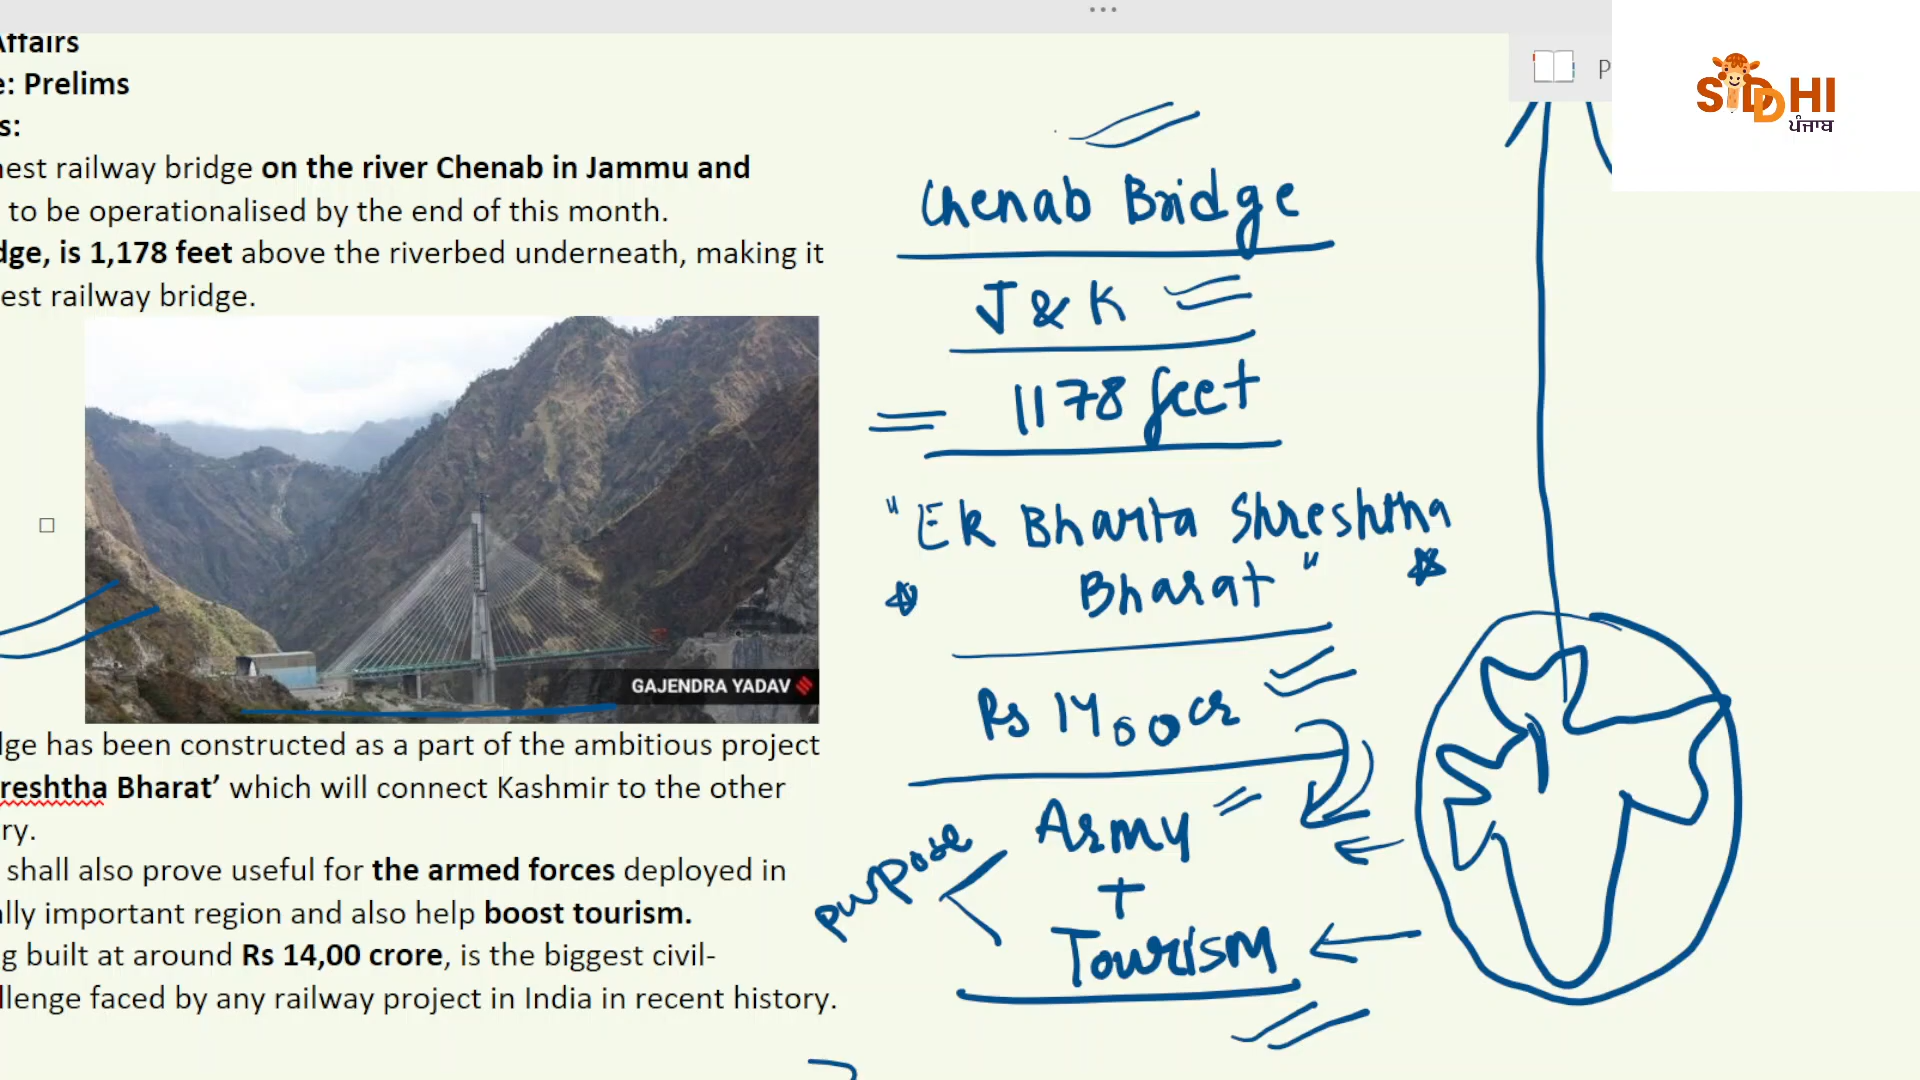 Affairs
e: Prelims
s:
nest railway bridge on the river Chenab in Jammu and
to be operationalised by the end of this month.
dge, is 1,178 feet above the riverbed underneath, making it
est railway bridge.
GAJENDRA YADAV
dge has been constructed as a part of the ambitious project
reshtha Bharat’ which will connect Kashmir to the other
ry.
shall also prove useful for the armed forces deployed in
ally important region and also help boost tourism.
g built at around Rs 14,00 crore, is the biggest civil-
llenge faced by any railway project in India in recent history.
Chenab Bridge
J & K
1178 feet
"Ek Bharta Shreshtha
Bharat"
Rs 1400 cr
purpose
Army
+
Tourism
P
SIDDHI
ਪੰਜਾਬ